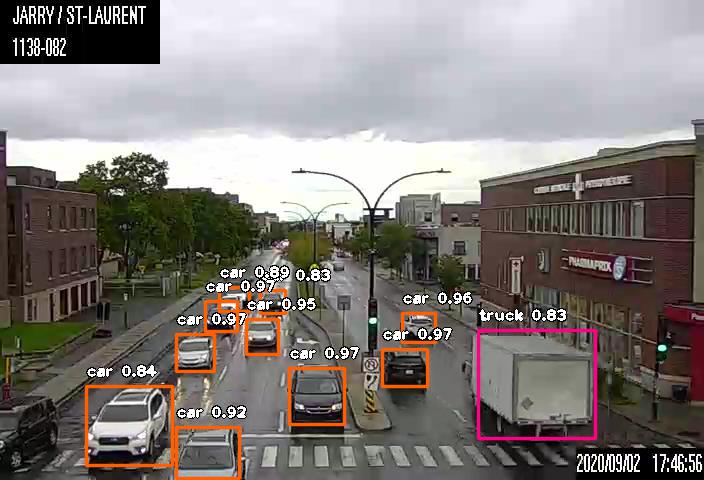 JARRY / ST-LAURENT
1138-082
car 0.89
0.83
car 0.97
car 0.95
car 0.96
car 0.97
car 0.97
truck 0.83
car 0.97
car 0.84
car 0.92
PHARMAPRIX
2020/09/02 17:46:56